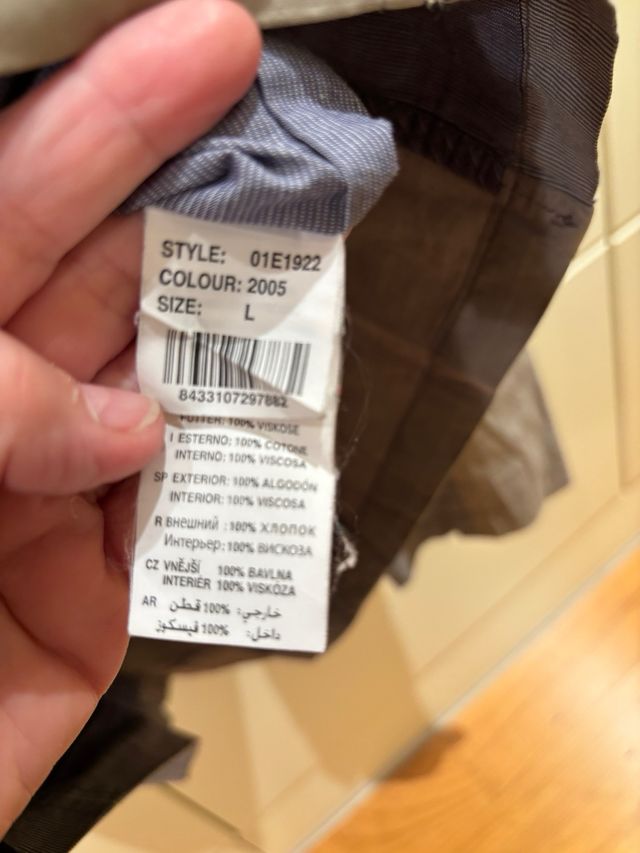 STYLE: 01E1922
COLOUR: 2005
SIZE: L
8433107297882
FUTTER: 100% VISKOSE
I ESTERNO: 100% COTONE
INTERNO: 100% VISCOSA
SP EXTERIOR: 100% ALGODÓN
INTERIOR: 100% VISCOSA
R Внешний :100% ХЛОПОК
Интерьер: 100% ВИСКОЗА
CZ VNĚJŠÍ 100% BAVLNA
INTERIÉR 100% VISKÓZA
AR خارجي: 100% قطن
داخل: 100% ڤيسكوز